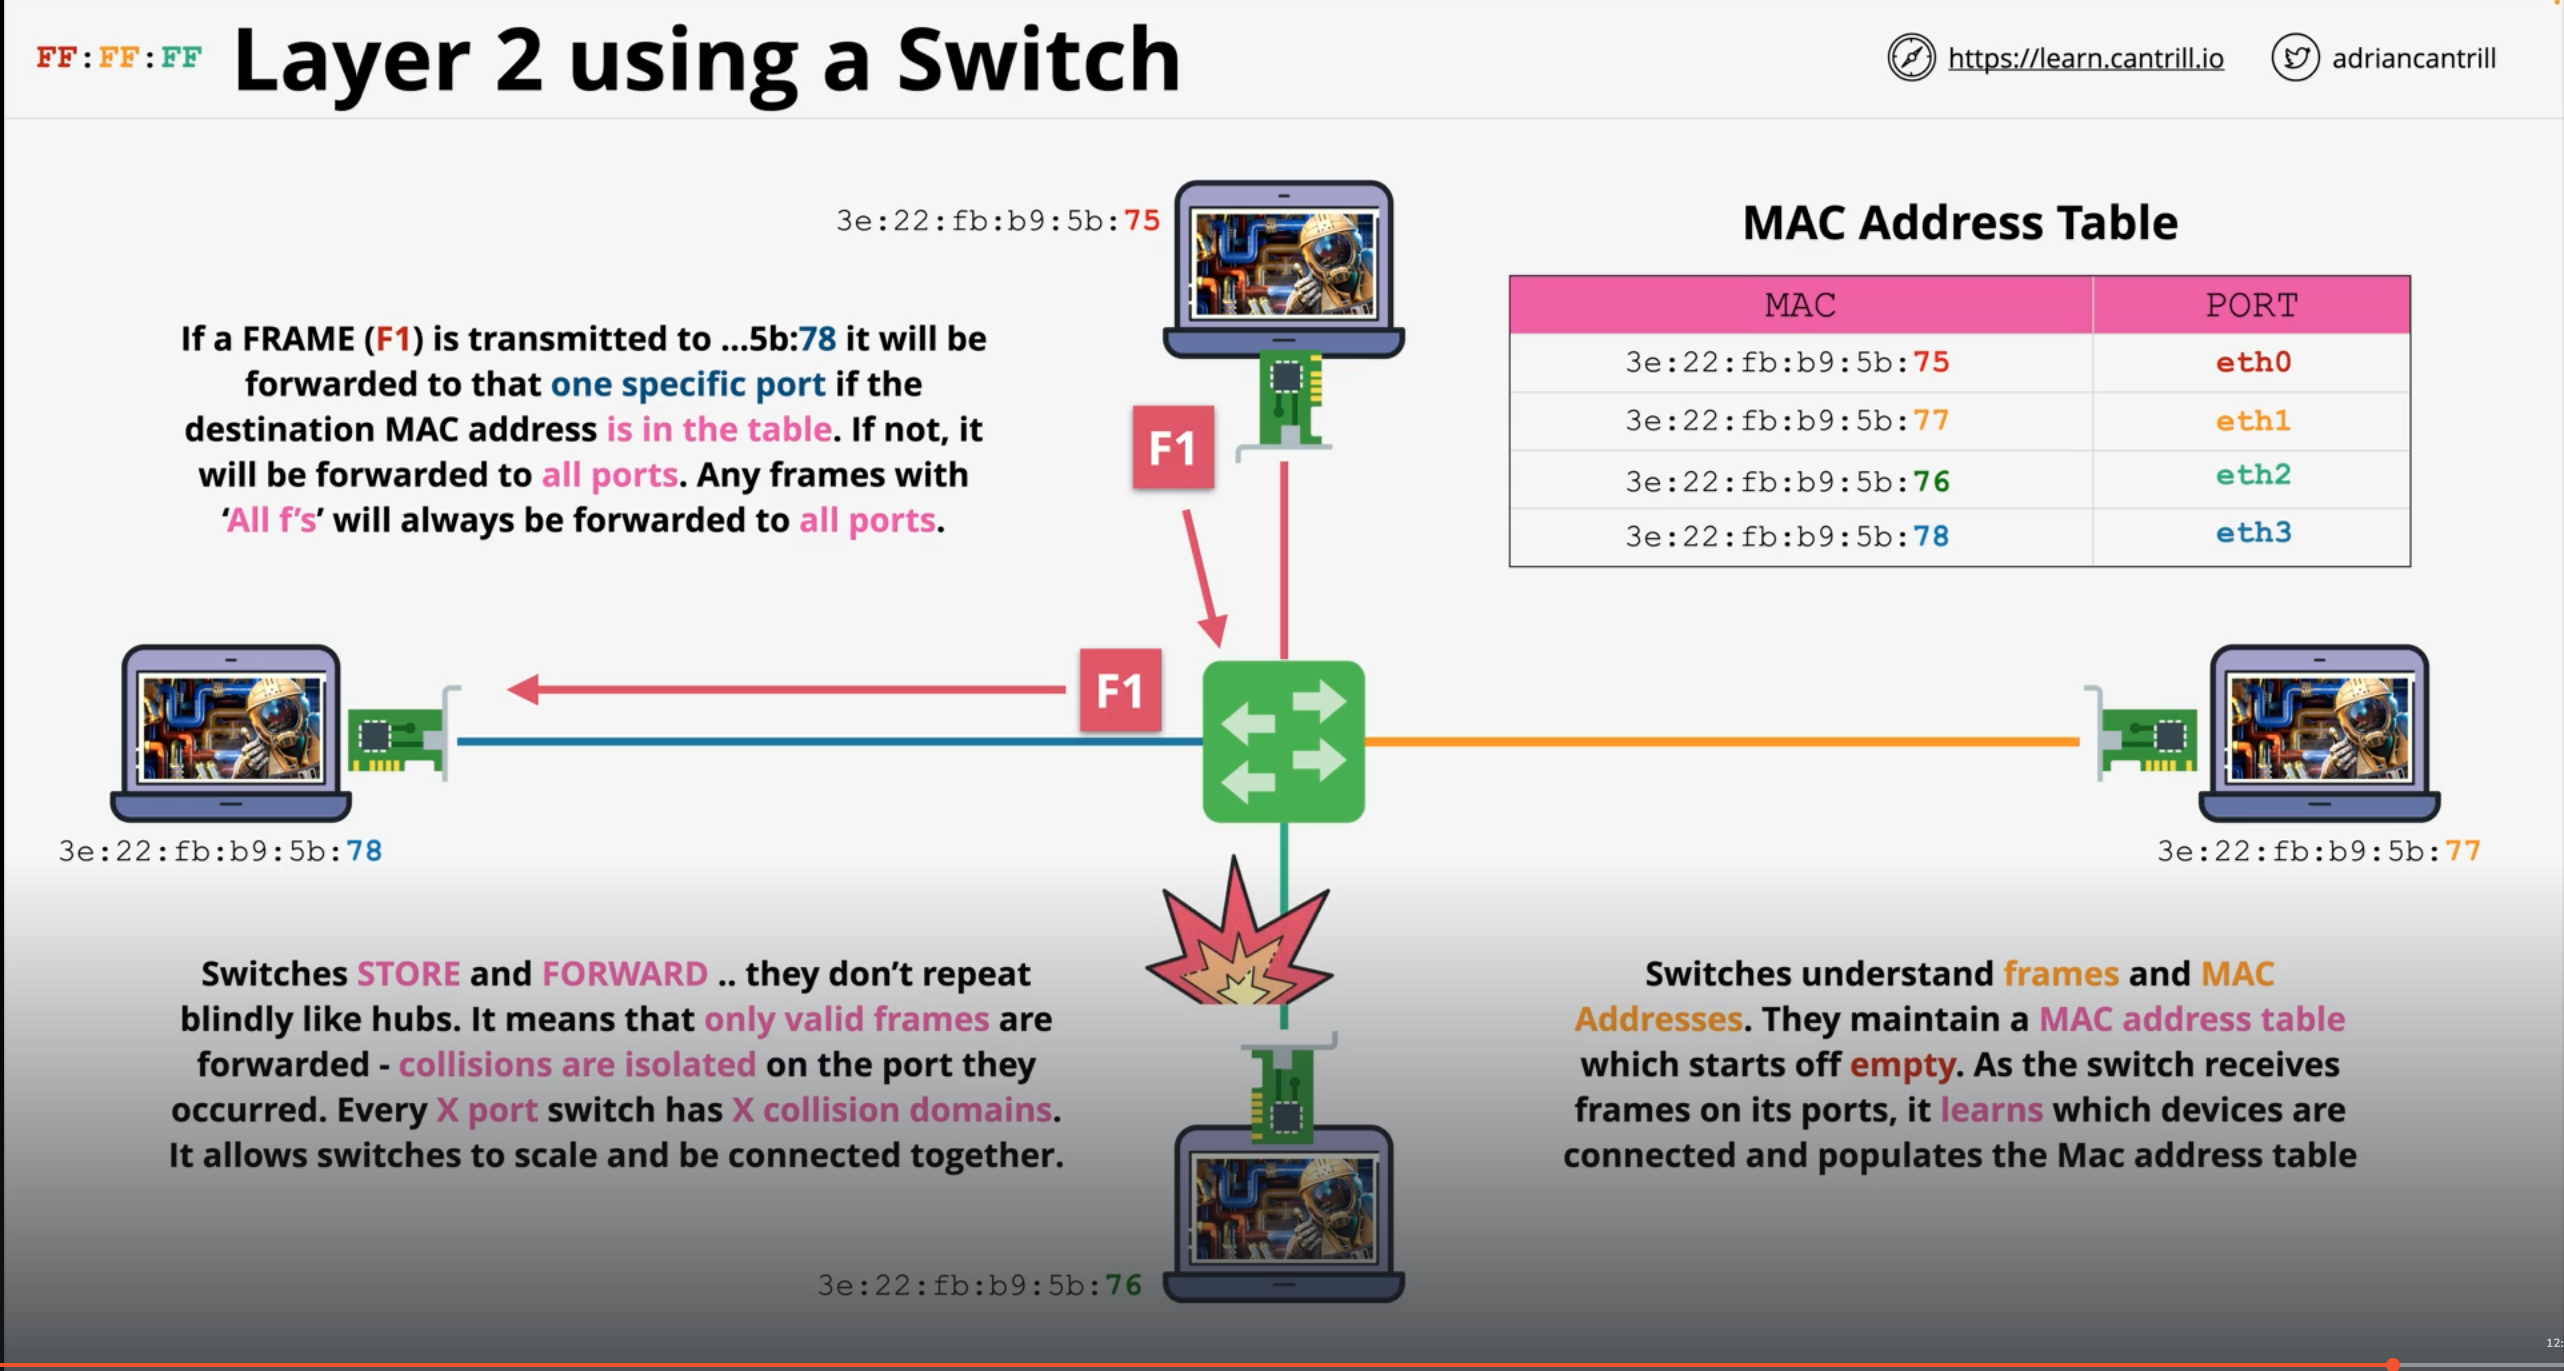 FF:FF:FF Layer 2 using a Switch
https://learn.cantrill.io
adriancantrill
3e:22:fb:b9:5b:75
If a FRAME (F1) is transmitted to ...5b:78 it will be
forwarded to that one specific port if the
destination MAC address is in the table. If not, it
will be forwarded to all ports. Any frames with
‘All f’s’ will always be forwarded to all ports.
F1
MAC Address Table
MAC PORT
3e:22:fb:b9:5b:75 eth0
3e:22:fb:b9:5b:77 eth1
3e:22:fb:b9:5b:76 eth2
3e:22:fb:b9:5b:78 eth3
F1
3e:22:fb:b9:5b:78
3e:22:fb:b9:5b:77
Switches STORE and FORWARD .. they don’t repeat
blindly like hubs. It means that only valid frames are
forwarded - collisions are isolated on the port they
occurred. Every X port switch has X collision domains.
It allows switches to scale and be connected together.
Switches understand frames and MAC
Addresses. They maintain a MAC address table
which starts off empty. As the switch receives
frames on its ports, it learns which devices are
connected and populates the Mac address table
3e:22:fb:b9:5b:76
12: